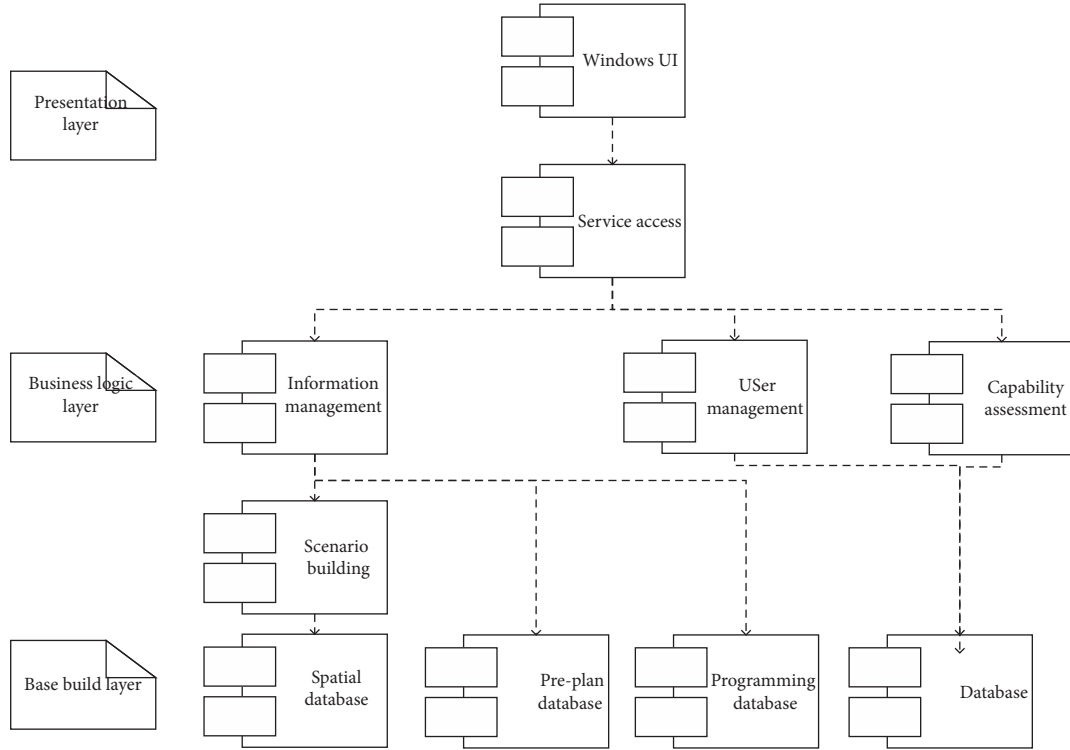 Windows UI
Presentation
layer
Service access
Business logic
layer
Information
management
USer
management
Capability
assessment
Scenario
building
Base build layer
Spatial
database
Pre-plan
database
Programming
database
Database